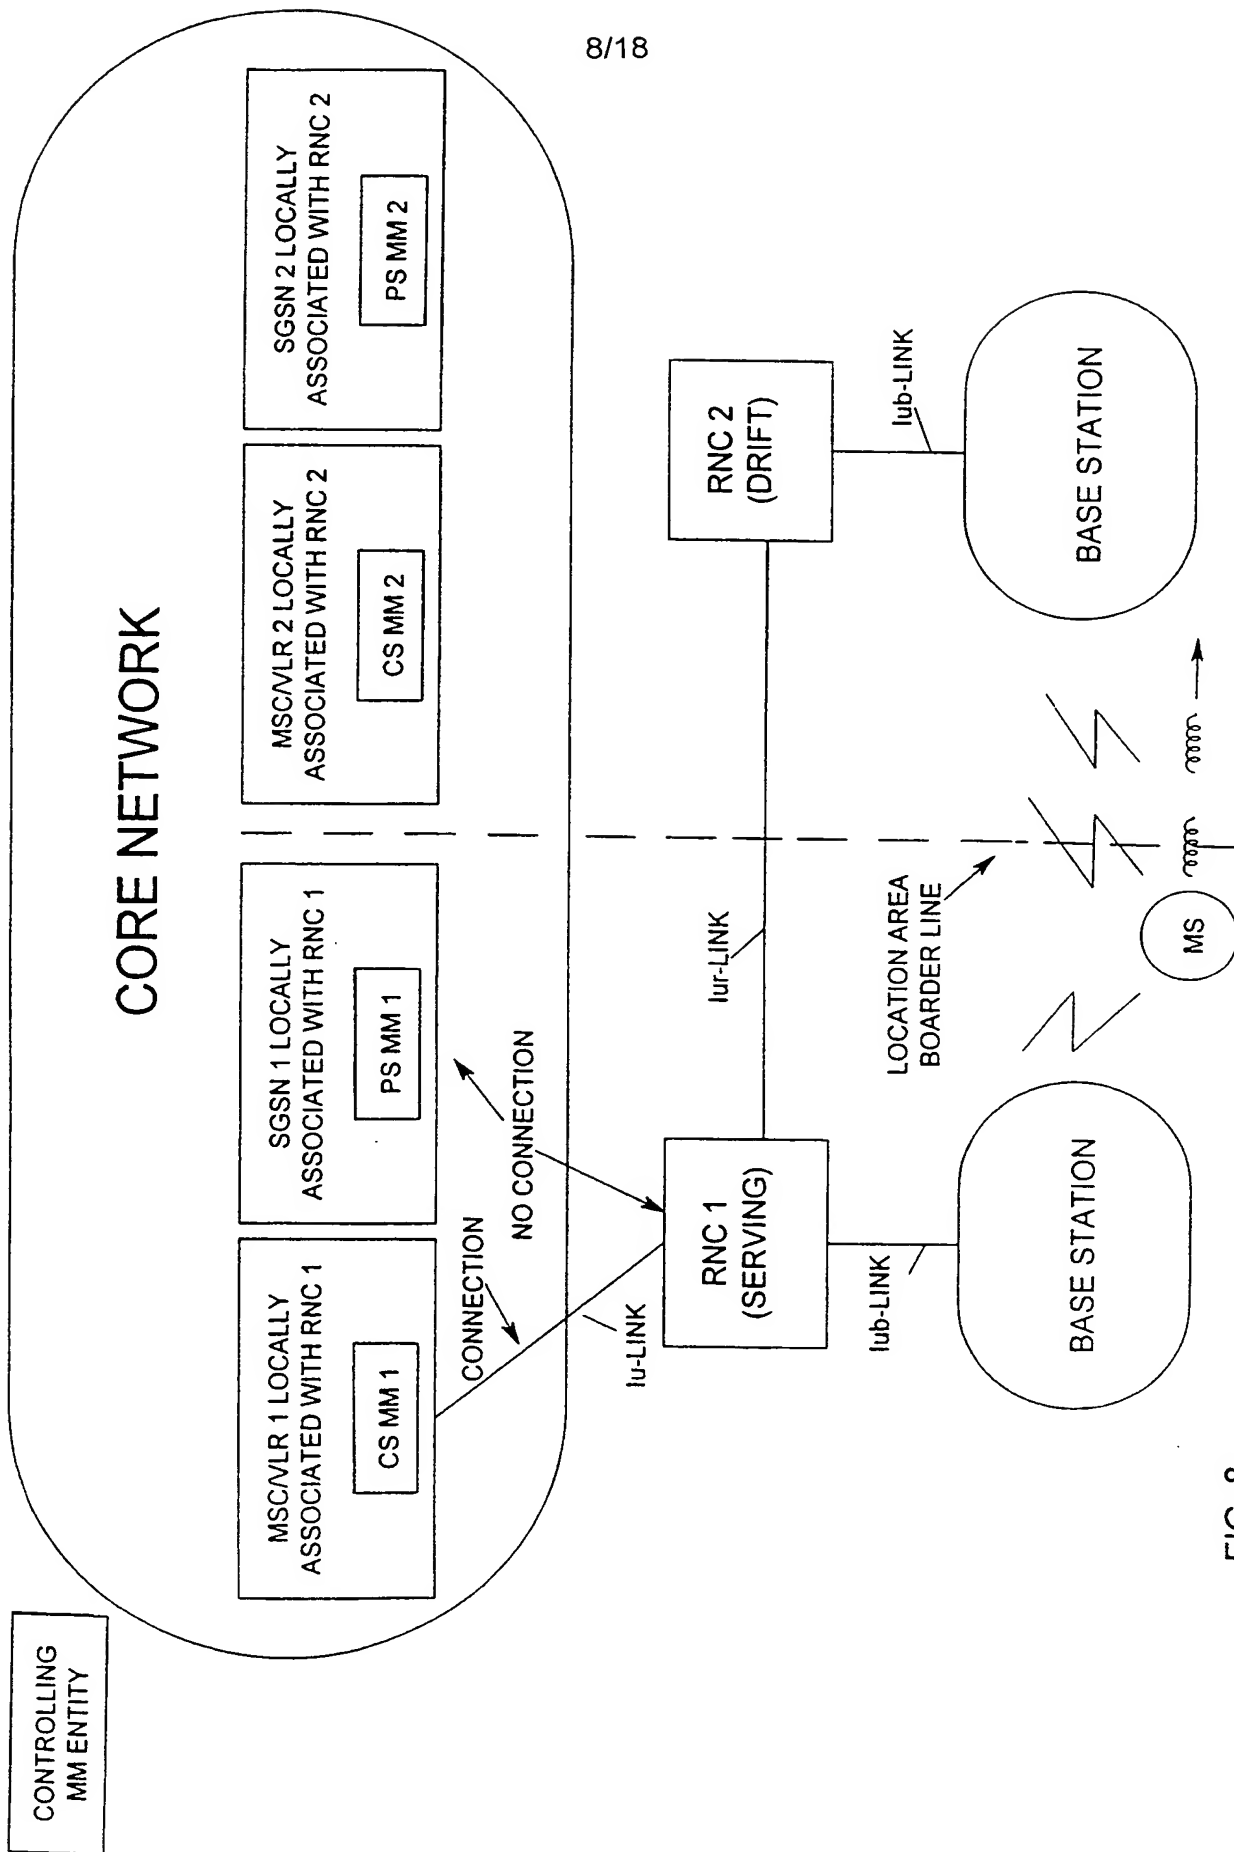 8/18
CONTROLLING
MM ENTITY
CORE NETWORK
MSC/VLR 1 LOCALLY
ASSOCIATED WITH RNC 1
CS MM 1
SGSN 1 LOCALLY
ASSOCIATED WITH RNC 1
PS MM 1
MSC/VLR 2 LOCALLY
ASSOCIATED WITH RNC 2
CS MM 2
SGSN 2 LOCALLY
ASSOCIATED WITH RNC 2
PS MM 2
CONNECTION
NO CONNECTION
Iu-LINK
RNC 1
(SERVING)
Iur-LINK
RNC 2
(DRIFT)
Iub-LINK
Iub-LINK
LOCATION AREA
BOARDER LINE
BASE STATION
MS
BASE STATION
FIG. 8